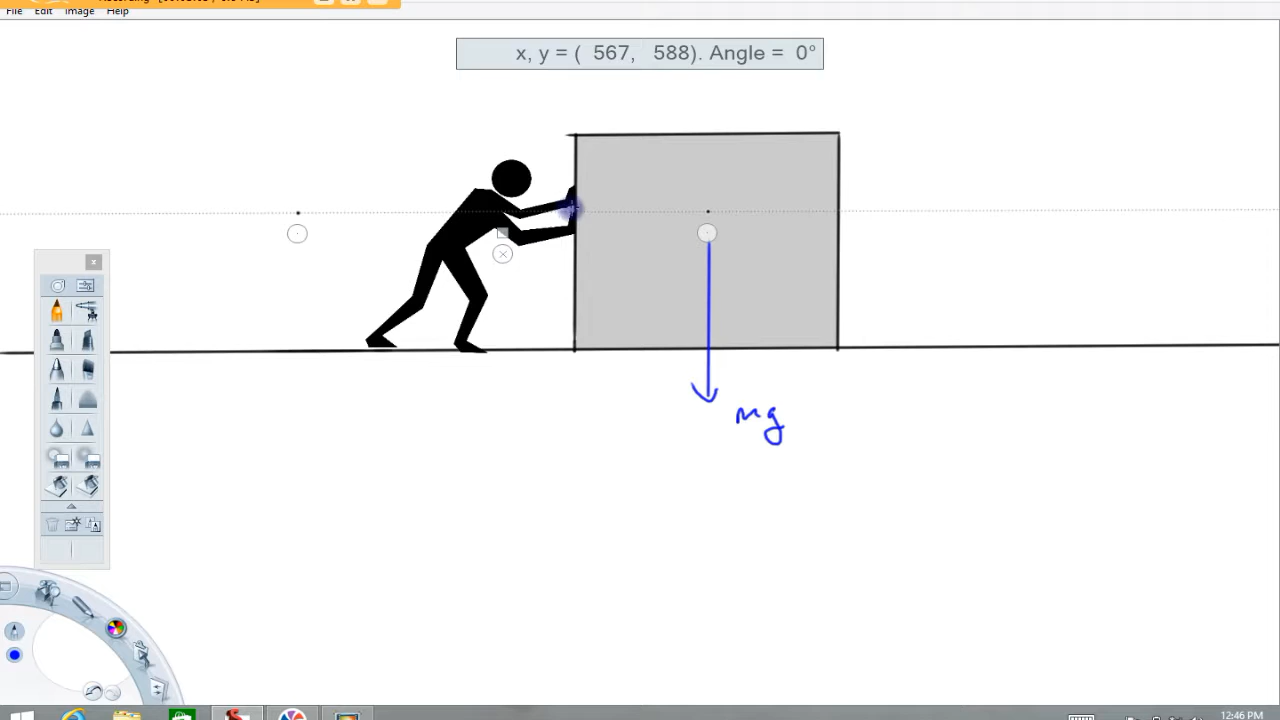 File Edit Image Help
x, y = ( 567, 588). Angle = 0°
mg
12:46 PM